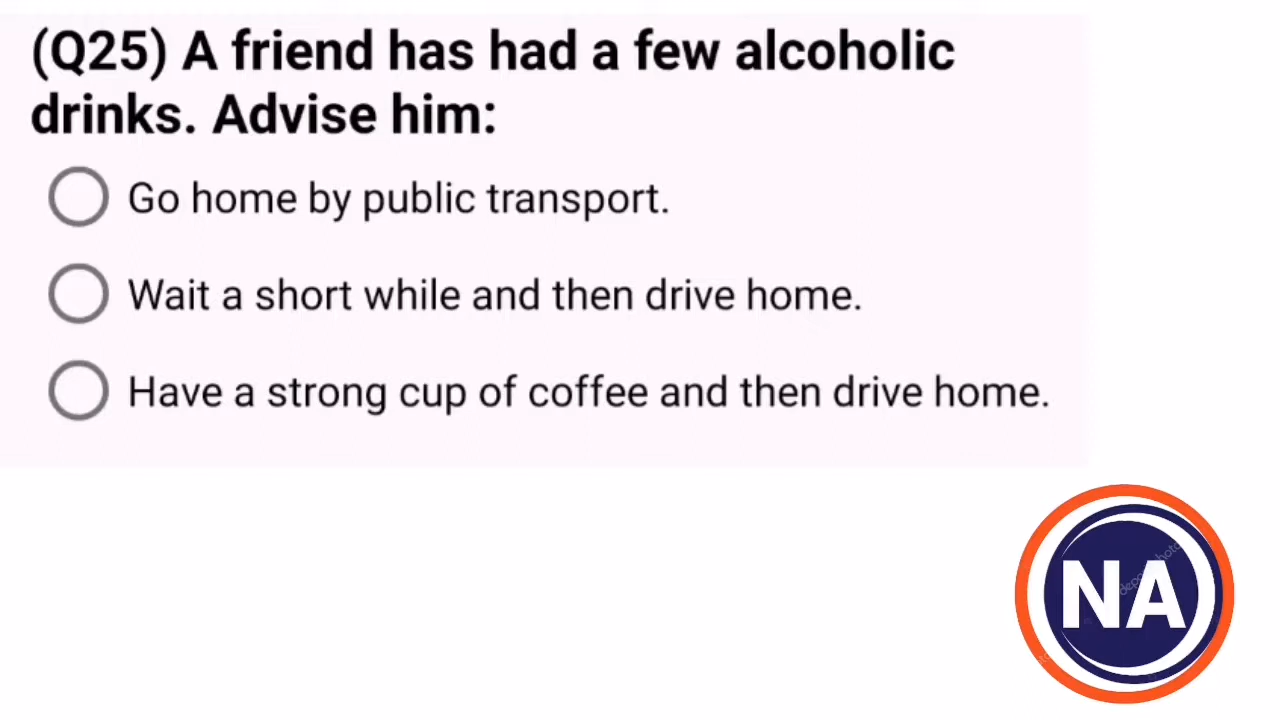 (Q25) A friend has had a few alcoholic
drinks. Advise him:
Go home by public transport.
Wait a short while and then drive home.
Have a strong cup of coffee and then drive home.
NA